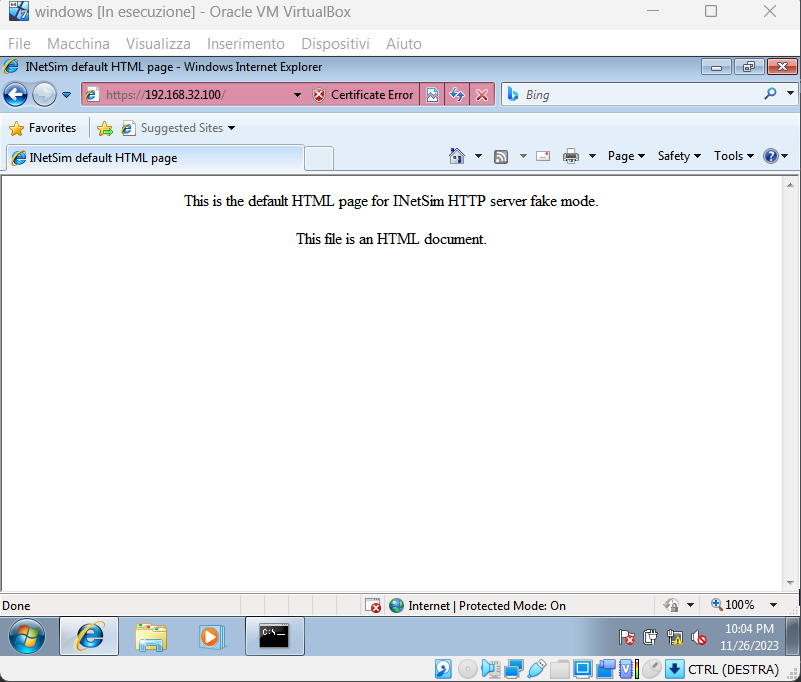 windows [In esecuzione] - Oracle VM VirtualBox
File Macchina Visualizza Inserimento Dispositivi Aiuto
INetSim default HTML page - Windows Internet Explorer
https://192.168.32.100/ Certificate Error Bing
Favorites Suggested Sites
INetSim default HTML page Page Safety Tools
This is the default HTML page for INetSim HTTP server fake mode.
This file is an HTML document.
Done Internet | Protected Mode: On 100%
C:\
10:04 PM
11/26/2023
CTRL (DESTRA)